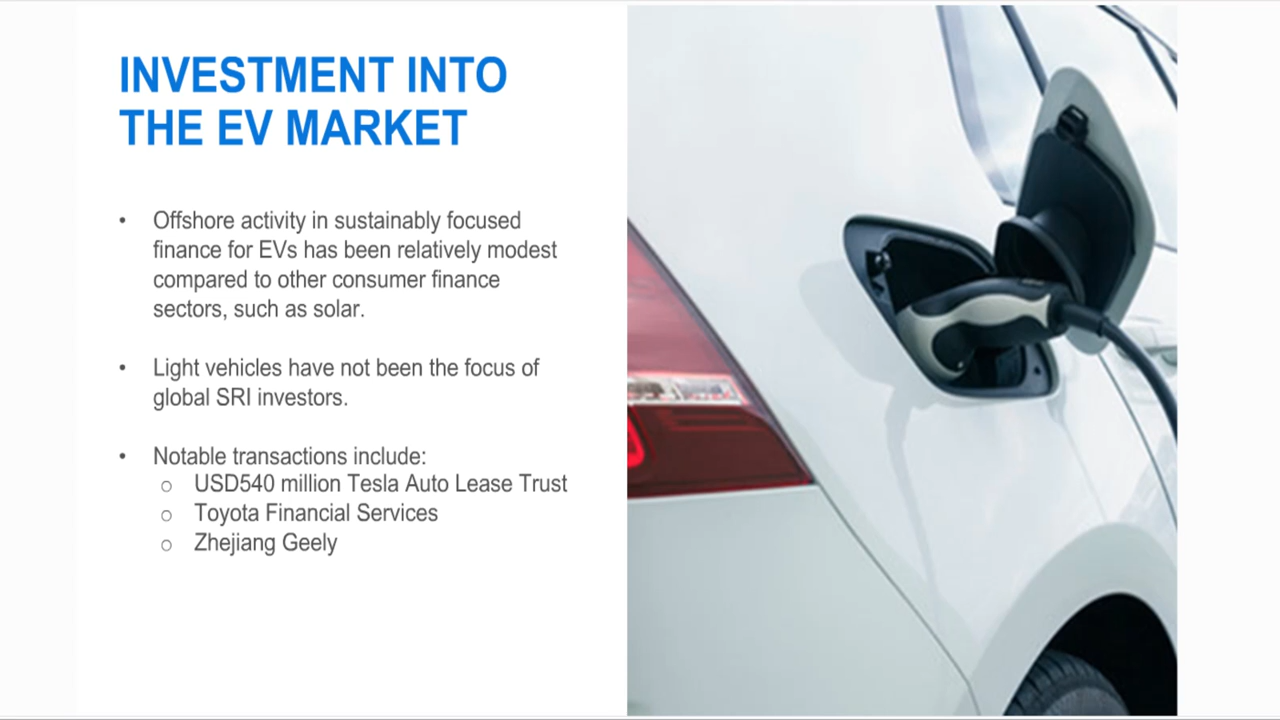 INVESTMENT INTO
THE EV MARKET
• Offshore activity in sustainably focused
finance for EVs has been relatively modest
compared to other consumer finance
sectors, such as solar.
• Light vehicles have not been the focus of
global SRI investors.
• Notable transactions include:
o USD540 million Tesla Auto Lease Trust
o Toyota Financial Services
o Zhejiang Geely